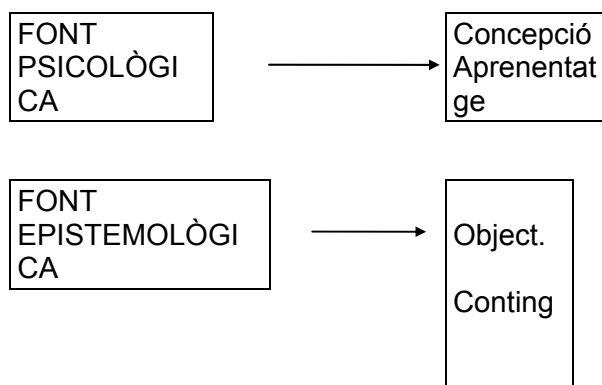 FONT
PSICOLÒGI
CA
Concepció
Aprenentat
ge
FONT
EPISTEMOLÒGI
CA
Object.
Conting